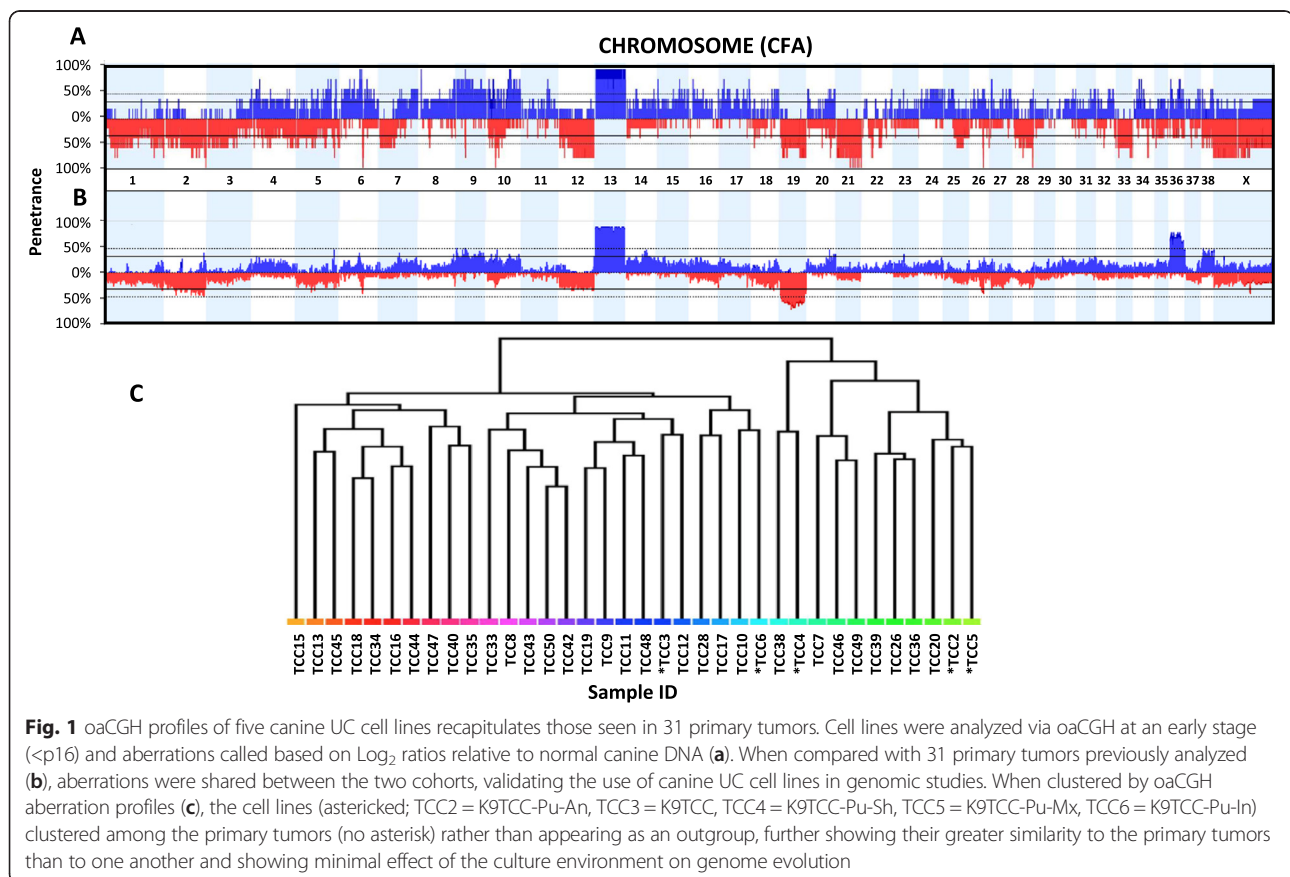 A
CHROMOSOME (CFA)
100%
50%
0%
50%
100%
1 2 3 4 5 6 7 8 9 10 11 12 13 14 15 16 17 18 19 20 21 22 23 24 25 26 27 28 29 30 31 32 33 34 35 36 37 38 X
B
Penetrance
100%
50%
0%
50%
100%
C
TCC15 TCC13 TCC45 TCC18 TCC34 TCC16 TCC44 TCC47 TCC40 TCC35 TCC33 TCC8 TCC43 TCC50 TCC42 TCC19 TCC9 TCC11 TCC48 *TCC3 TCC12 TCC28 TCC17 TCC10 *TCC6 TCC38 *TCC4 TCC7 TCC46 TCC49 TCC39 TCC26 TCC36 TCC20 *TCC2 *TCC5
Sample ID
Fig. 1 oaCGH profiles of five canine UC cell lines recapitulates those seen in 31 primary tumors. Cell lines were analyzed via oaCGH at an early stage
(<p16) and aberrations called based on Log2 ratios relative to normal canine DNA (a). When compared with 31 primary tumors previously analyzed
(b), aberrations were shared between the two cohorts, validating the use of canine UC cell lines in genomic studies. When clustered by oaCGH
aberration profiles (c), the cell lines (astericked; TCC2 = K9TCC-Pu-An, TCC3 = K9TCC, TCC4 = K9TCC-Pu-Sh, TCC5 = K9TCC-Pu-Mx, TCC6 = K9TCC-Pu-In)
clustered among the primary tumors (no asterisk) rather than appearing as an outgroup, further showing their greater similarity to the primary tumors
than to one another and showing minimal effect of the culture environment on genome evolution